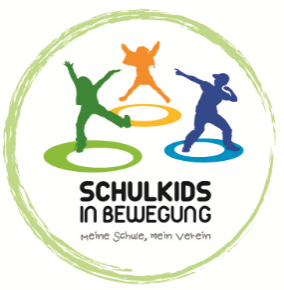 SCHULKIDS
IN BEWEGUNG
Meine Schule, mein Verein